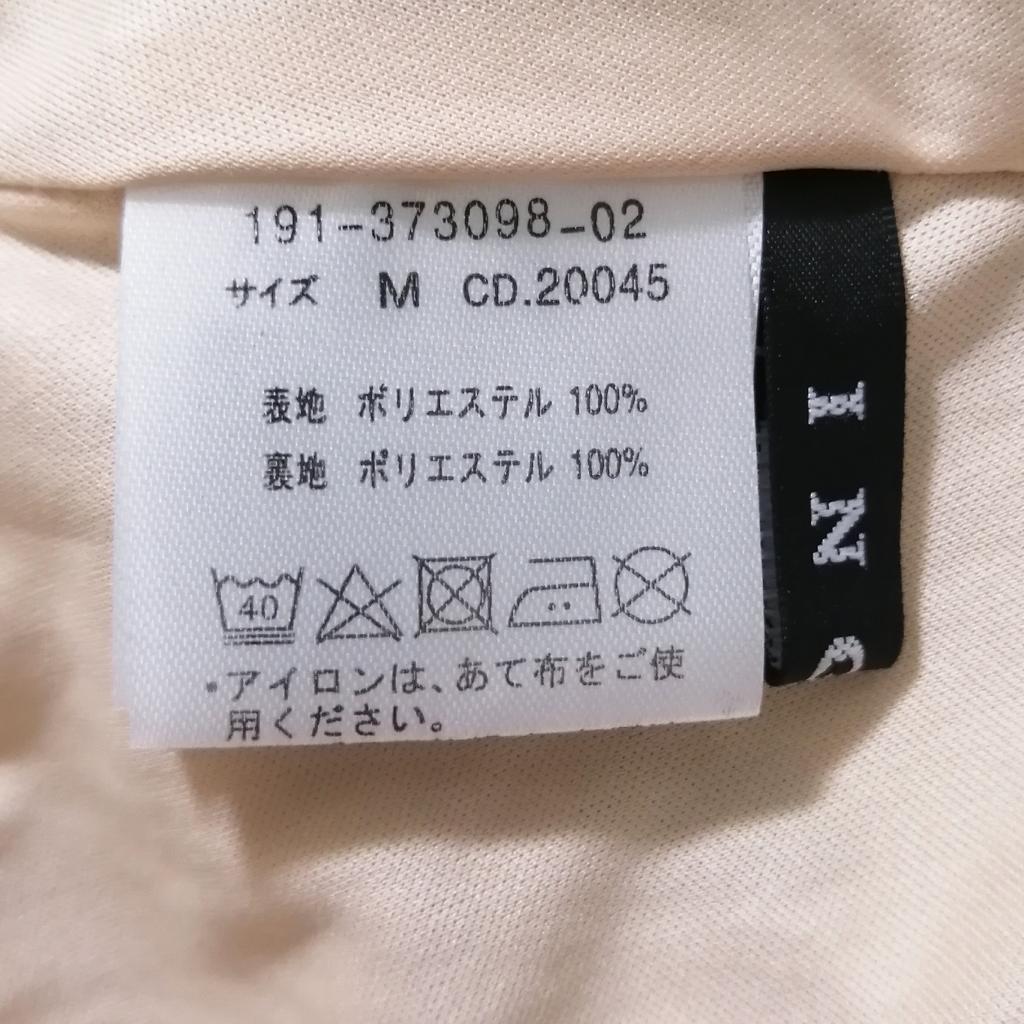 191-373098-02
サイズ M CD.20045
表地 ポリエステル 100%
裏地 ポリエステル 100%
40
・アイロンは、あて布をご使
用ください。
I N